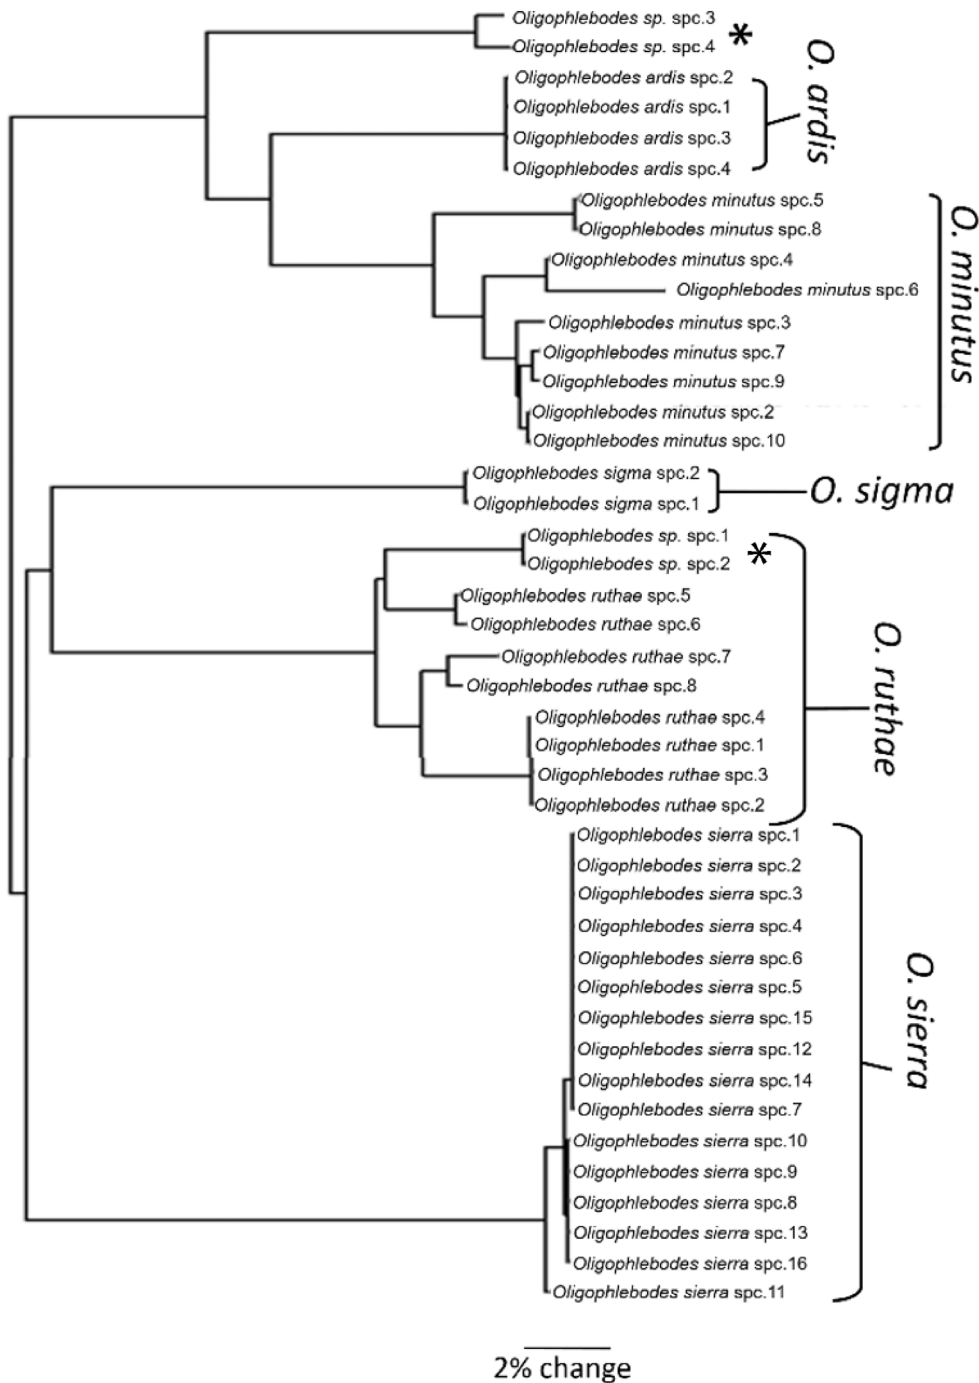 Oligophlebodes sp. spc.3
Oligophlebodes sp. spc.4
*
Oligophlebodes ardis spc.2
Oligophlebodes ardis spc.1
Oligophlebodes ardis spc.3
Oligophlebodes ardis spc.4
O. ardis
Oligophlebodes minutus spc.5
Oligophlebodes minutus spc.8
Oligophlebodes minutus spc.4
Oligophlebodes minutus spc.6
Oligophlebodes minutus spc.3
Oligophlebodes minutus spc.7
Oligophlebodes minutus spc.9
Oligophlebodes minutus spc.2
Oligophlebodes minutus spc.10
O. minutus
Oligophlebodes sigma spc.2
Oligophlebodes sigma spc.1
O. sigma
Oligophlebodes sp. spc.1
Oligophlebodes sp. spc.2
*
Oligophlebodes ruthae spc.5
Oligophlebodes ruthae spc.6
Oligophlebodes ruthae spc.7
Oligophlebodes ruthae spc.8
Oligophlebodes ruthae spc.4
Oligophlebodes ruthae spc.1
Oligophlebodes ruthae spc.3
Oligophlebodes ruthae spc.2
O. ruthae
Oligophlebodes sierra spc.1
Oligophlebodes sierra spc.2
Oligophlebodes sierra spc.3
Oligophlebodes sierra spc.4
Oligophlebodes sierra spc.6
Oligophlebodes sierra spc.5
Oligophlebodes sierra spc.15
Oligophlebodes sierra spc.12
Oligophlebodes sierra spc.14
Oligophlebodes sierra spc.7
Oligophlebodes sierra spc.10
Oligophlebodes sierra spc.9
Oligophlebodes sierra spc.8
Oligophlebodes sierra spc.13
Oligophlebodes sierra spc.16
Oligophlebodes sierra spc.11
O. sierra
2% change